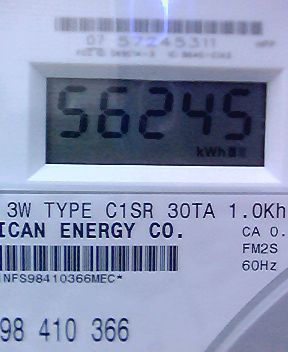 07 57245311
56245
kWh
3W TYPE C1SR 30TA 1.0Kh
ICAN ENERGY CO.
CA 0.
FM2S
60Hz
NFS98410366MEC*
98 410 366